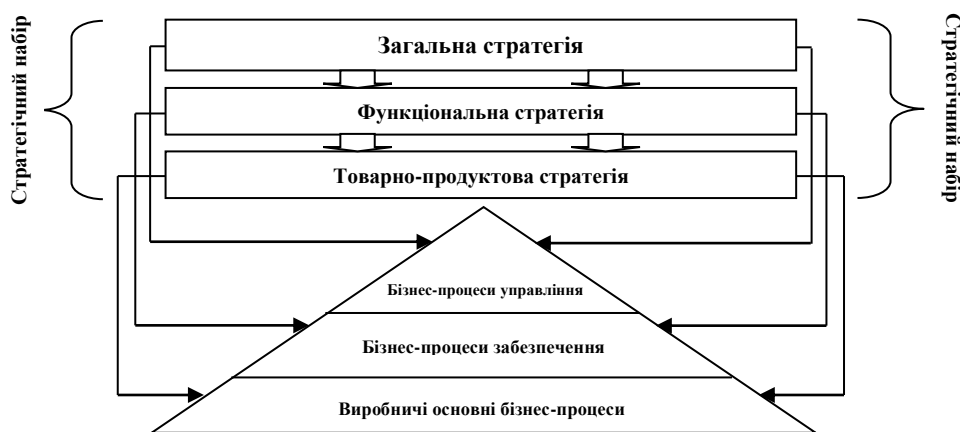 Стратегічний набір
Загальна стратегія
Функціональна стратегія
Товарно-продуктова стратегія
Стратегічний набір
Бізнес-процеси управління
Бізнес-процеси забезпечення
Виробничі основні бізнес-процеси